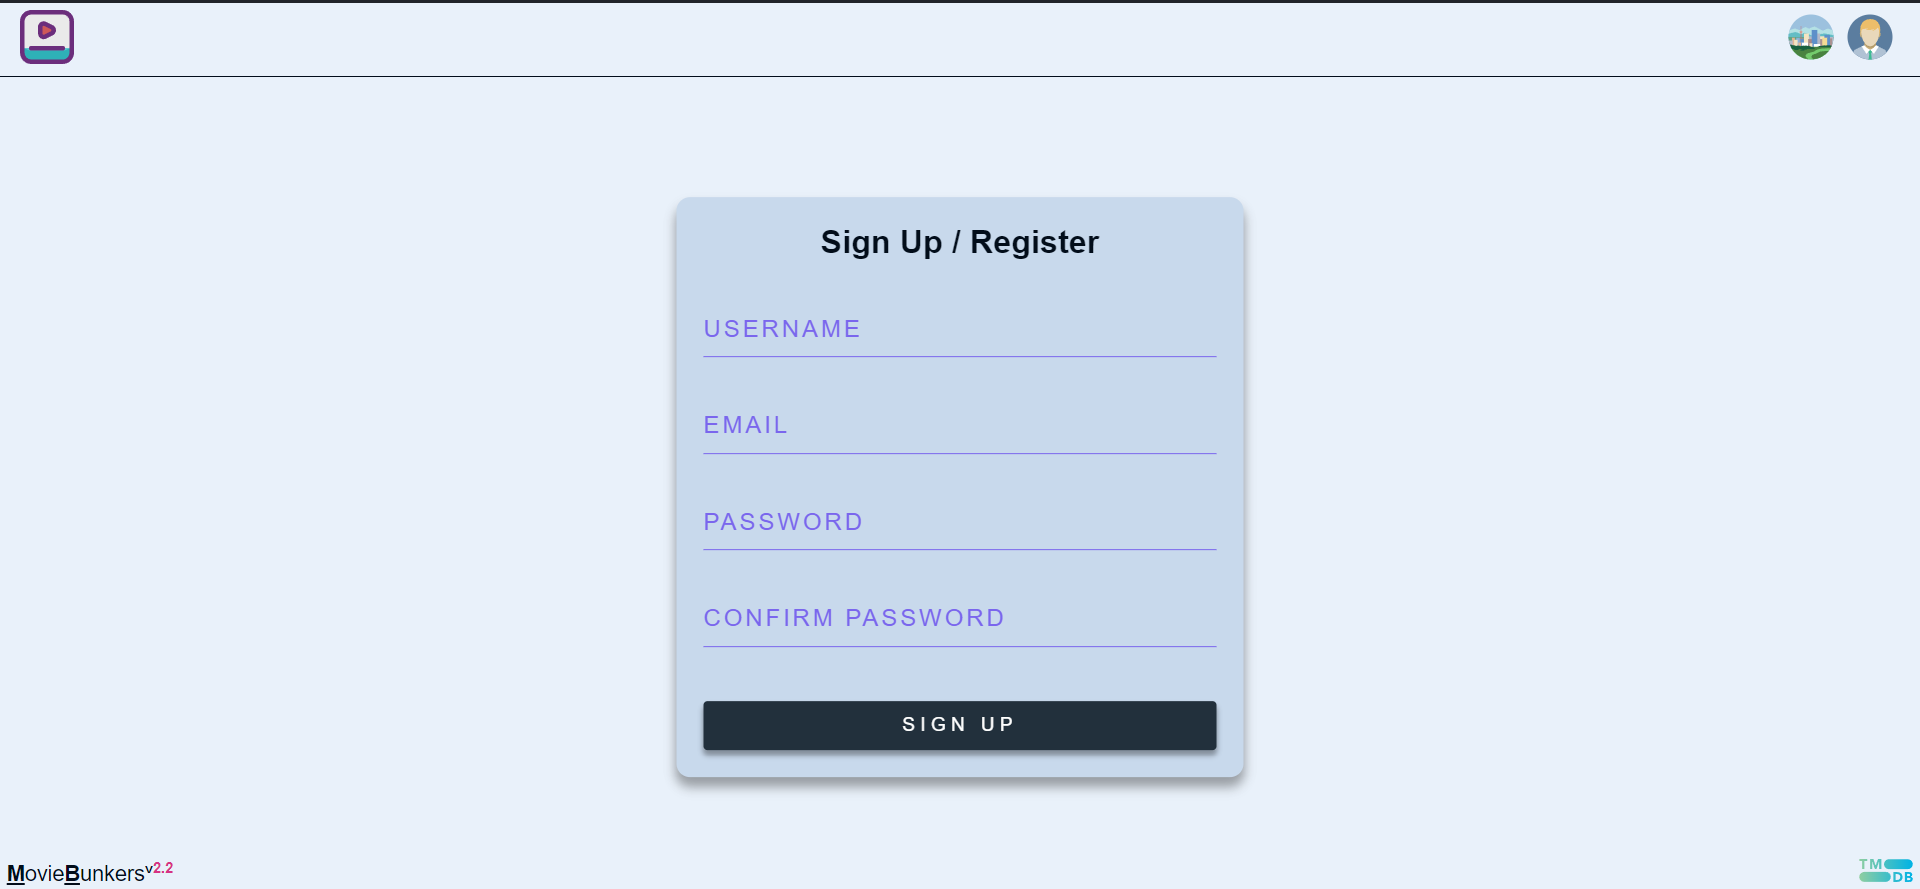 Sign Up / Register
USERNAME
EMAIL
PASSWORD
CONFIRM PASSWORD
SIGN UP
MovieBunkersv2.2
TM
DB